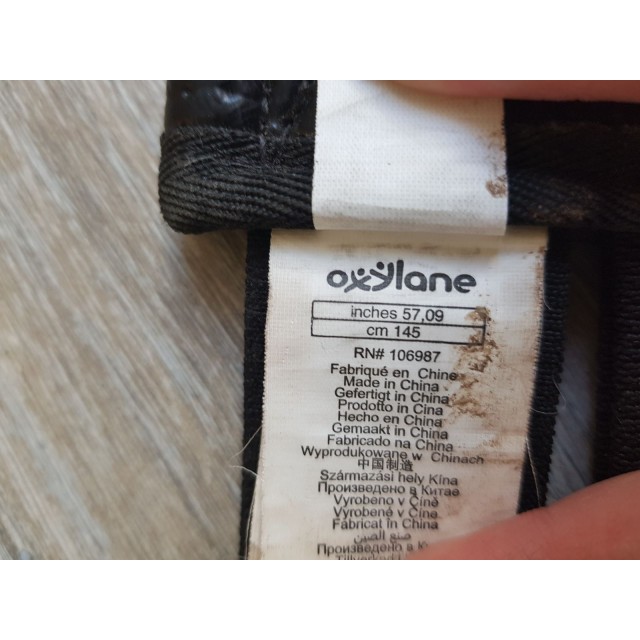 oxylane
inches 57,09
cm 145
RN# 106987
Fabriqué en Chine
Made in China
Gefertigt in China
Prodotto in Cina
Hecho en China
Gemaakt in China
Fabricado na China
Wyprodukowane w Chinach
中国制造
Származási hely Kína
Произведено в Китае
Vyrobeno v Číně
Vyrobené v Číne
Fabricat în China
صنع الصين
Произведено в